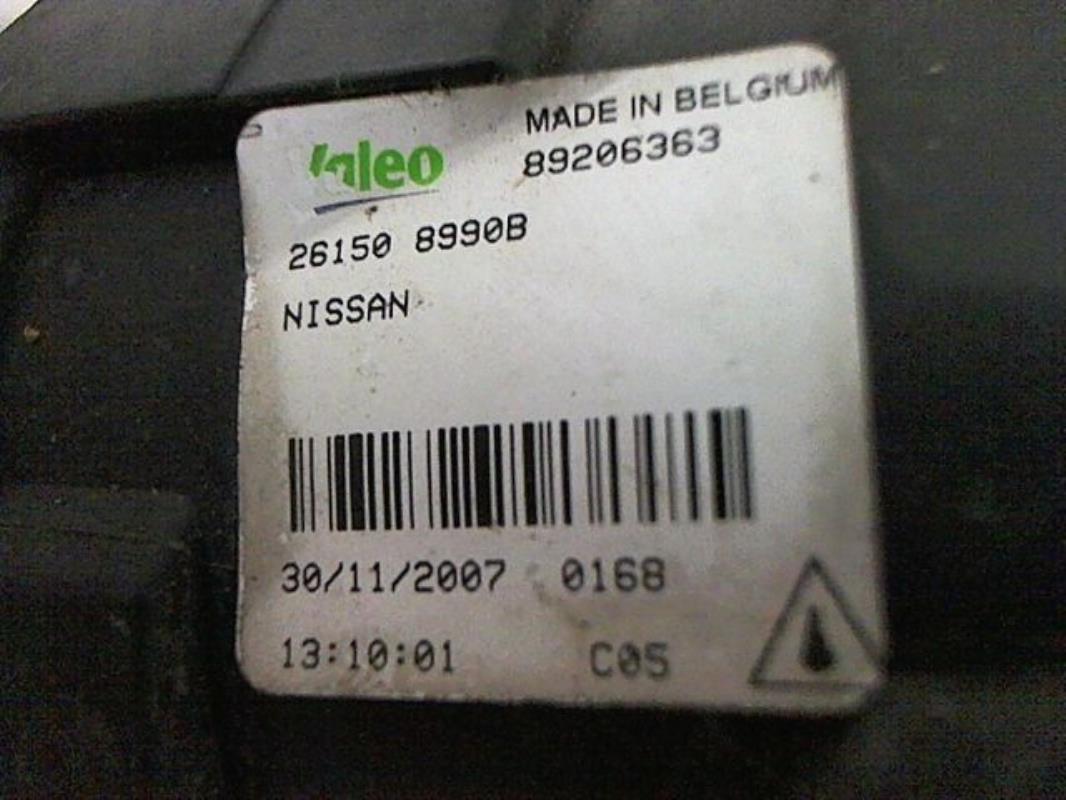 Valeo
MADE IN BELGIUM
89206363
26150 8990B
NISSAN
30/11/2007 0168
13:10:01 C05